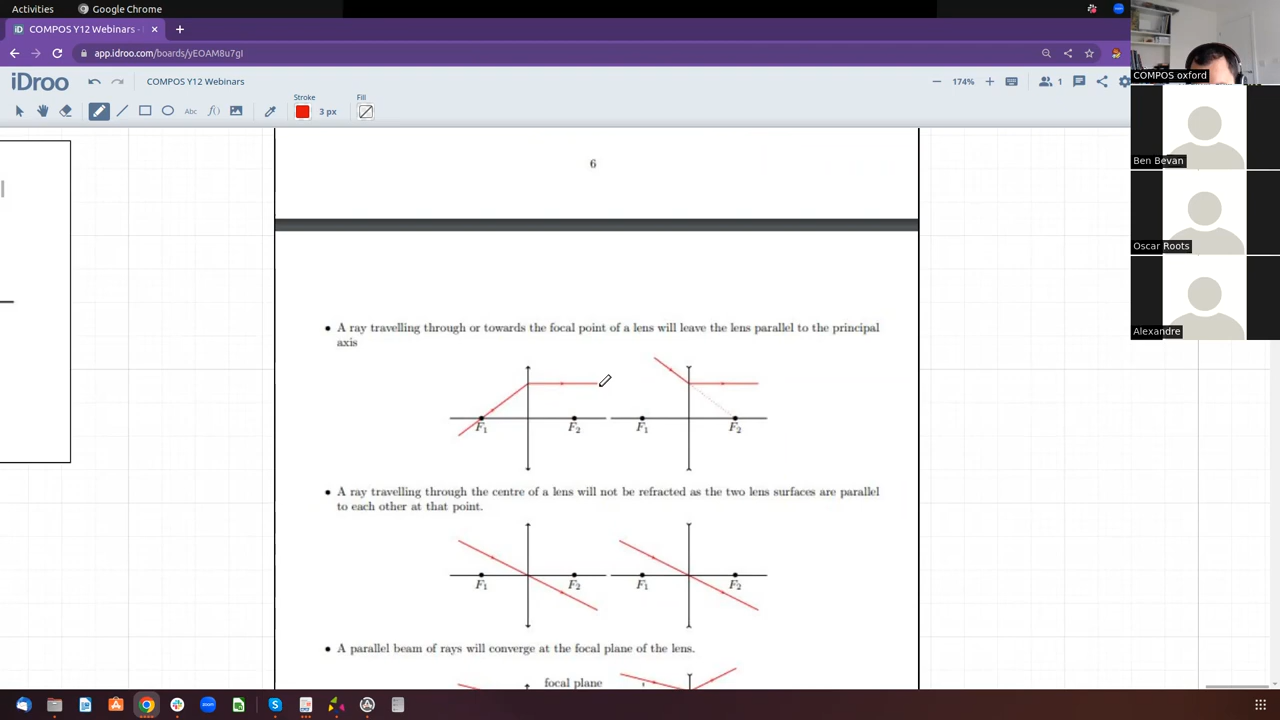 Activities
Google Chrome
COMPOS Y12 Webinars -
app.idroo.com/boards/yEOAM8u7gI
iDroo
COMPOS Y12 Webinars
174%
1
Stroke
Fill
Abc
f()
3 px
COMPOS oxford
Ben Bevan
Oscar Roots
Alexandre
6
• A ray travelling through or towards the focal point of a lens will leave the lens parallel to the principal
axis
F1
F2
F1
F2
• A ray travelling through the centre of a lens will not be refracted as the two lens surfaces are parallel
to each other at that point.
F1
F2
F1
F2
• A parallel beam of rays will converge at the focal plane of the lens.
focal plane